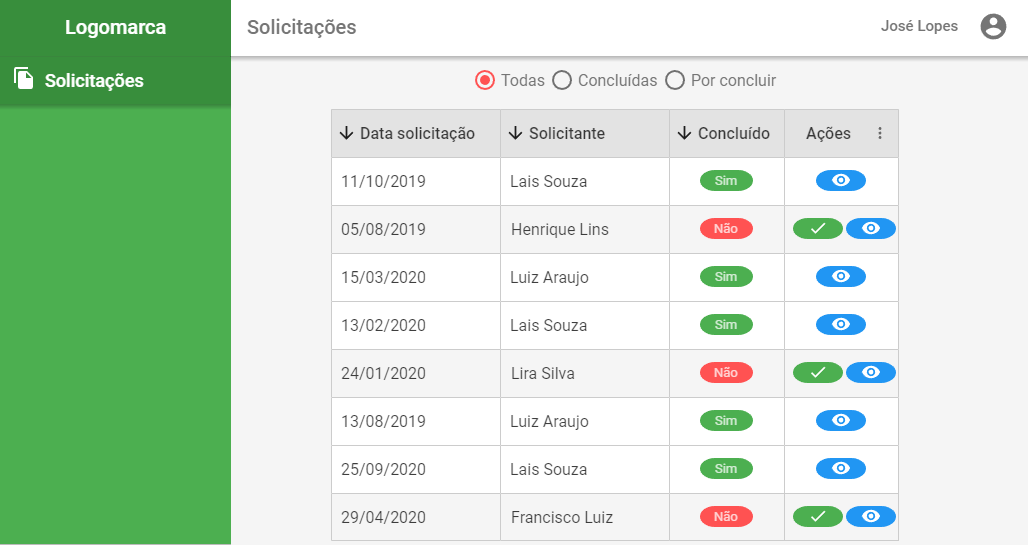 Logomarca
Solicitações
José Lopes
Solicitações
Todas Concluídas Por concluir
Data solicitação Solicitante Concluído Ações
11/10/2019 Lais Souza Sim
05/08/2019 Henrique Lins Não
15/03/2020 Luiz Araujo Sim
13/02/2020 Lais Souza Sim
24/01/2020 Lira Silva Não
13/08/2019 Luiz Araujo Sim
25/09/2020 Lais Souza Sim
29/04/2020 Francisco Luiz Não